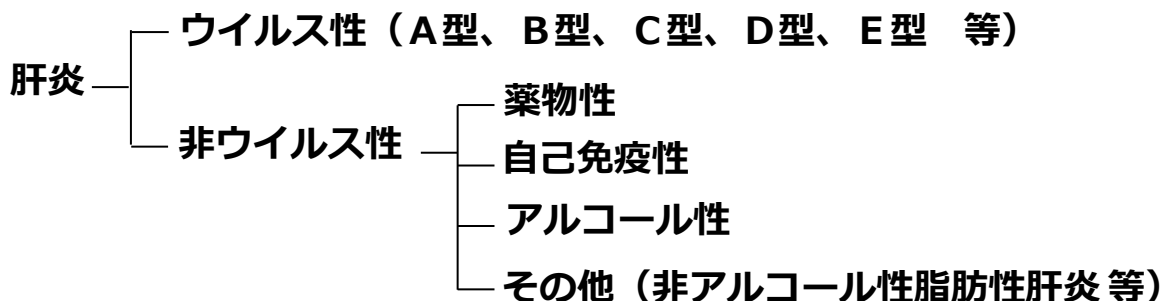 ウイルス性（A型、B型、C型、D型、E型　等）
肝炎
薬物性
非ウイルス性
自己免疫性
アルコール性
その他（非アルコール性脂肪性肝炎 等）